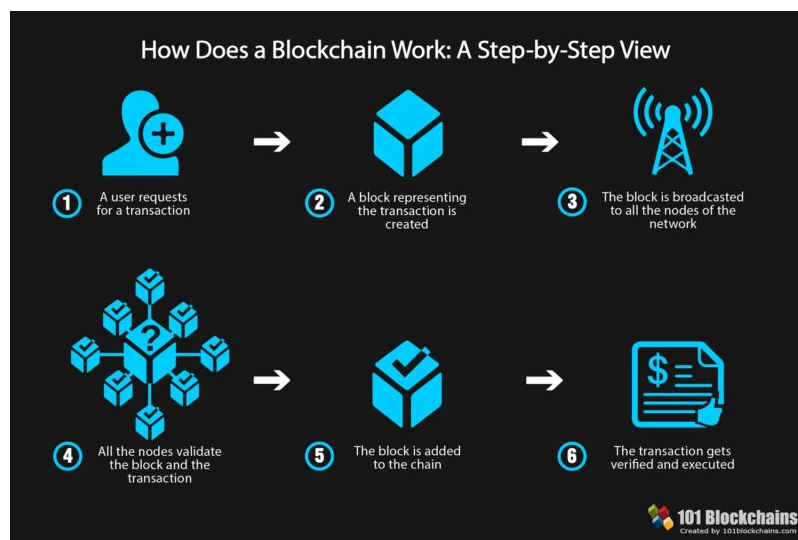 How Does a Blockchain Work: A Step-by-Step View
1
A user requests
for a transaction
2
A block representing
the transaction is
created
3
The block is broadcasted
to all the nodes of the
network
?
4
All the nodes validate
the block and the
transaction
5
The block is added
to the chain
$
6
The transaction gets
verified and executed
101 Blockchains
Created by 101blockchains.com